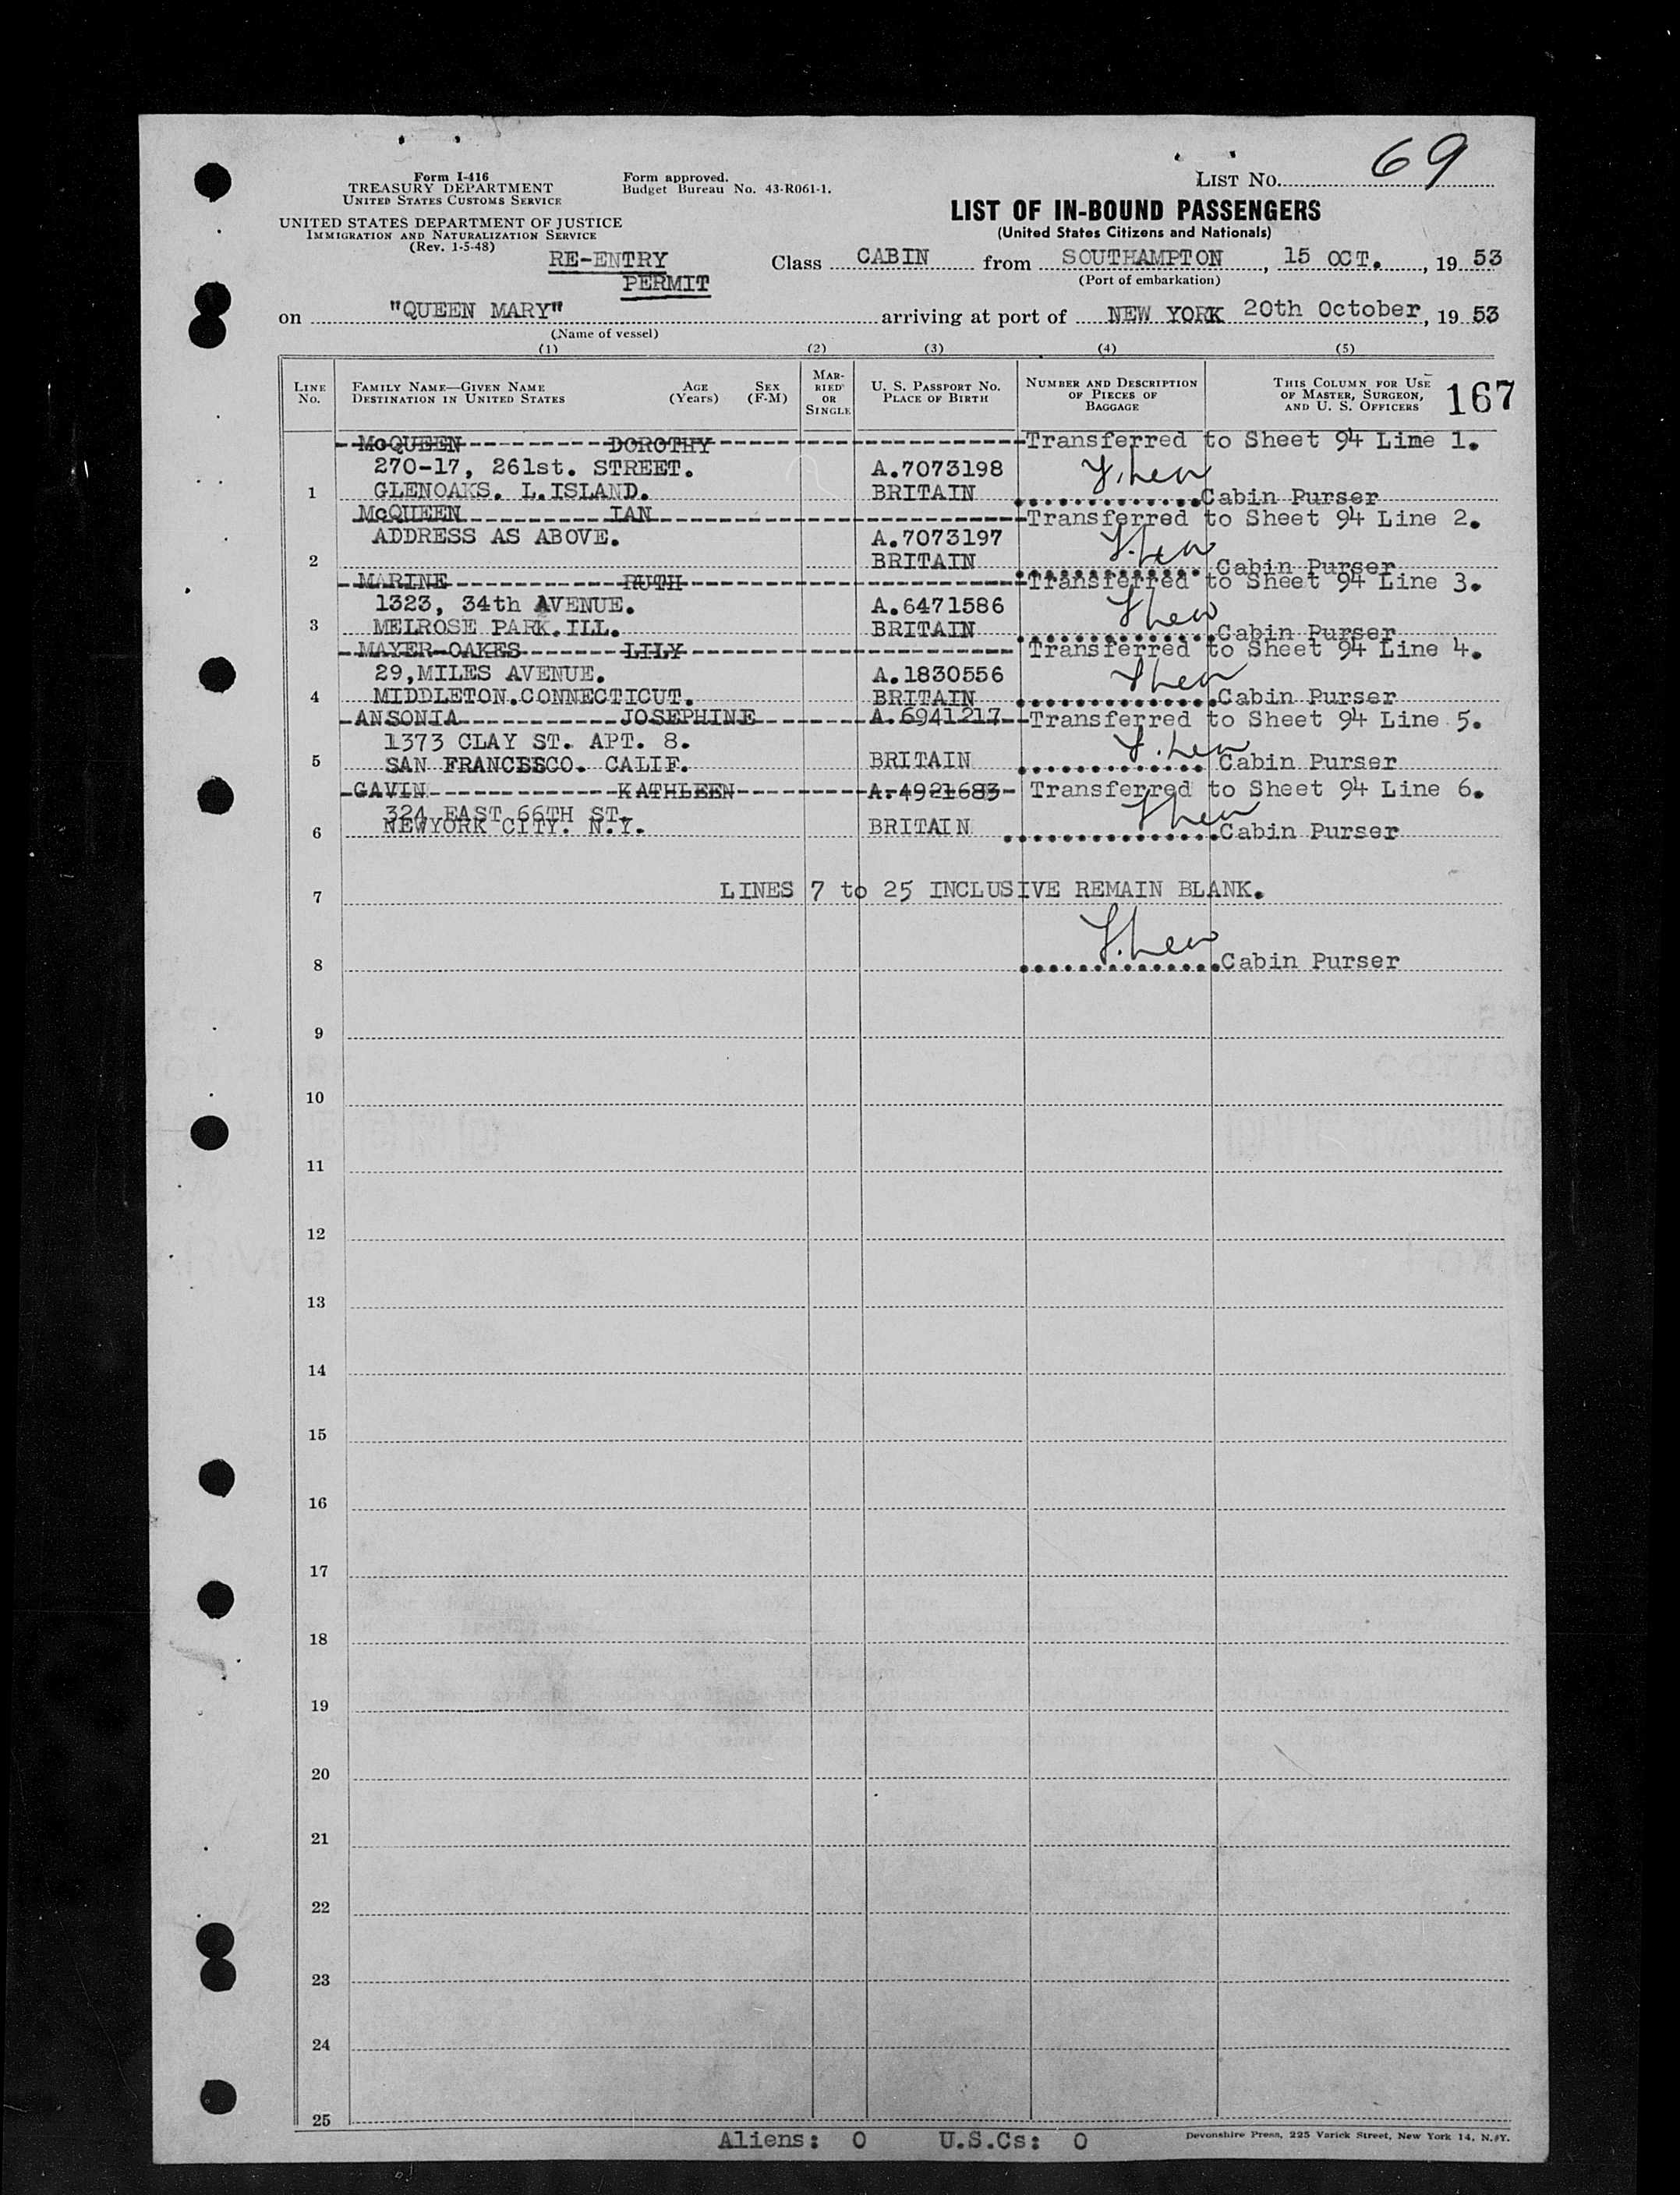 69
Form I-416
TREASURY DEPARTMENT
UNITED STATES CUSTOMS SERVICE
UNITED STATES DEPARTMENT OF JUSTICE
IMMIGRATION AND NATURALIZATION SERVICE
(Rev. 1-5-48)
Form approved.
Budget Bureau No. 43-R061-1.
LIST NO.
LIST OF IN-BOUND PASSENGERS
(United States Citizens and Nationals)
RE-ENTRY
PERMIT
Class CABIN from SOUTHAMPTON, 15 OCT., 19 53
(Port of embarkation)
on "QUEEN MARY" arriving at port of NEW YORK 20th October, 19 53
(Name of vessel)
(1) (2) (3) (4) (5)
LINE NO.
FAMILY NAME—GIVEN NAME
DESTINATION IN UNITED STATES
AGE (Years)
SEX (F-M)
MARRIED OR SINGLE
U. S. PASSPORT NO.
PLACE OF BIRTH
NUMBER AND DESCRIPTION OF PIECES OF BAGGAGE
THIS COLUMN FOR USE OF MASTER, SURGEON, AND U. S. OFFICERS
167
McQUEEN DOROTHY Transferred to Sheet 94 Lime 1.
270-17, 261st. STREET. A.7073198
1 GLENOAKS. L.ISLAND. BRITAIN Cabin Purser
McQUEEN IAN Transferred to Sheet 94 Line 2.
ADDRESS AS ABOVE. A.7073197
2 BRITAIN Cabin Purser
MARINE RUTH Transferred to Sheet 94 Line 3.
1323, 34th AVENUE. A.6471586
3 MELROSE PARK.ILL. BRITAIN Cabin Purser
MAYER-OAKES LILY Transferred to Sheet 94 Line 4.
29,MILES AVENUE. A.1830556
4 MIDDLETON.CONNECTICUT. BRITAIN Cabin Purser
ANSONIA JOSEPHINE A.6941217 Transferred to Sheet 94 Line 5.
1373 CLAY ST. APT. 8.
5 SAN FRANCISCO. CALIF. BRITAIN Cabin Purser
GAVIN KATHLEEN A.4921683 Transferred to Sheet 94 Line 6.
324 EAST 66TH ST.
6 NEWYORK CITY. N.Y. BRITAIN Cabin Purser
7 LINES 7 to 25 INCLUSIVE REMAIN BLANK.
8 Cabin Purser
9
10
11
12
13
14
15
16
17
18
19
20
21
22
23
24
25
Aliens: 0 U.S.Cs: 0
Devonshire Press, 225 Varick Street, New York 14, N.Y.